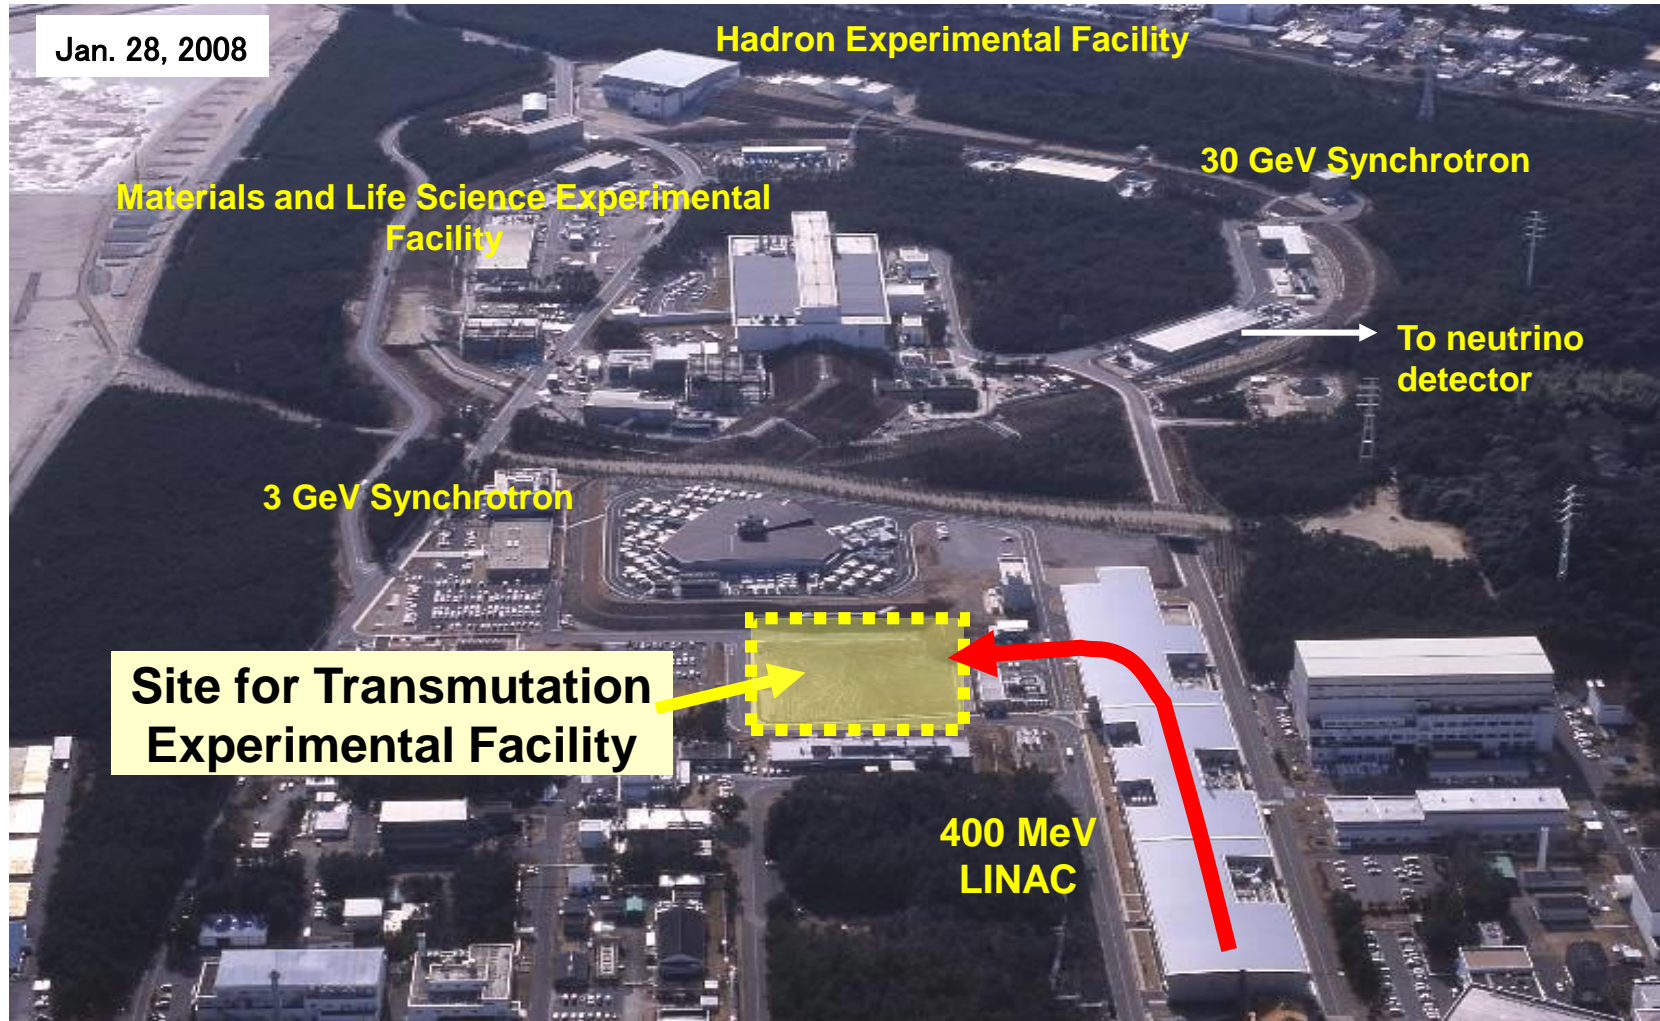 Jan. 28, 2008
Hadron Experimental Facility
30 GeV Synchrotron
Materials and Life Science Experimental
Facility
To neutrino
detector
3 GeV Synchrotron
Site for Transmutation
Experimental Facility
400 MeV
LINAC